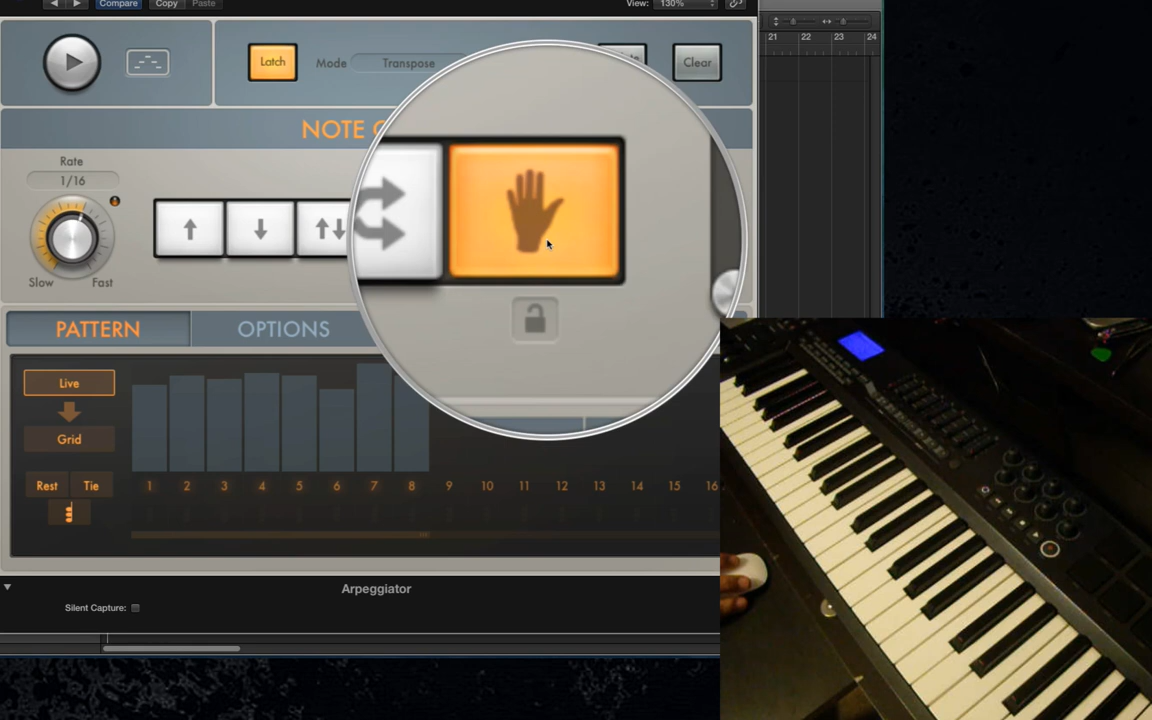 Compare Copy Paste View: 130%
21 22 23 24
Latch Mode Transpose Clear
NOTE
Rate
1/16
Slow Fast
PATTERN OPTIONS
Live
Grid
Rest Tie
1 2 3 4 5 6 7 8 9 10 11 12 13 14 15 16
Arpeggiator
Silent Capture: